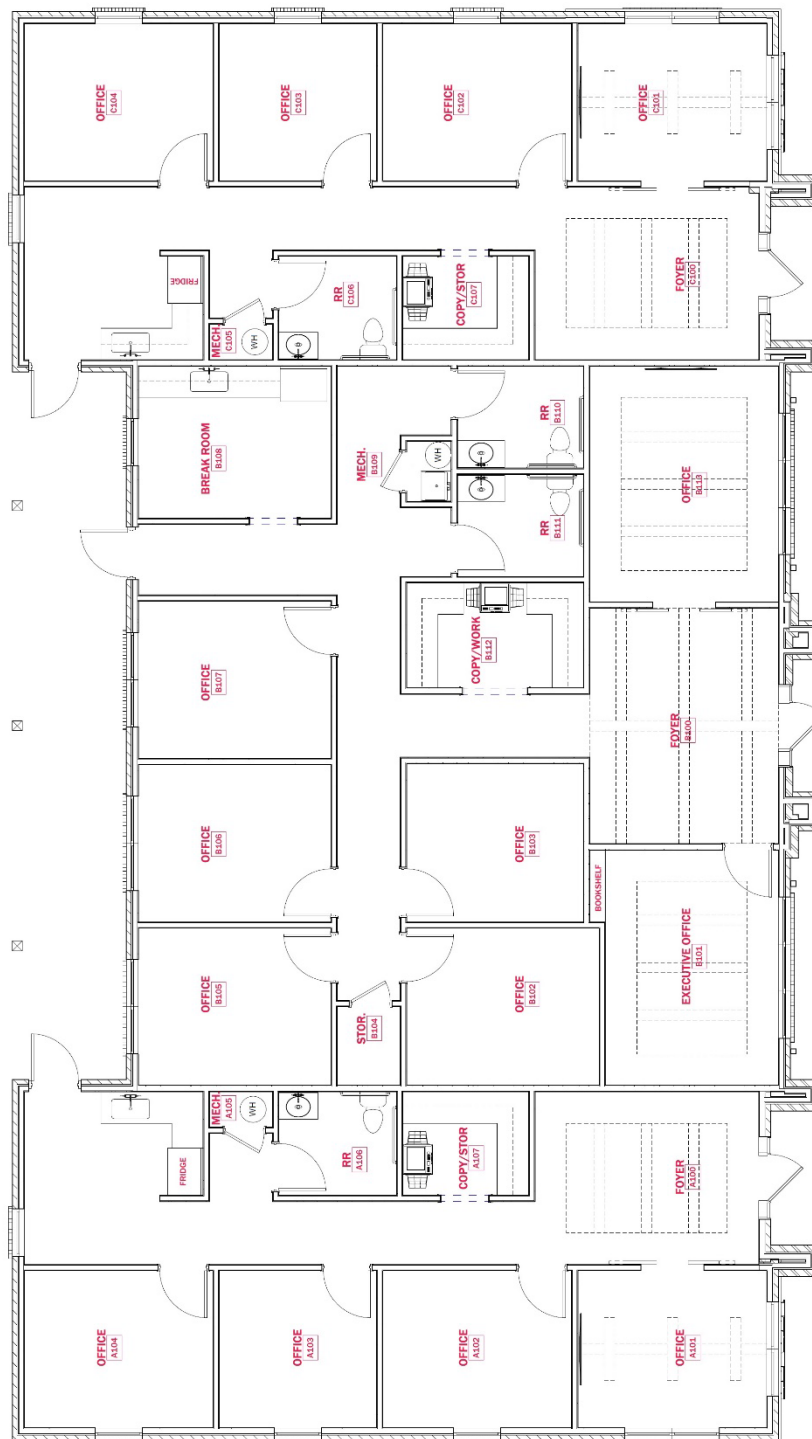 OFFICE
C104
OFFICE
C103
OFFICE
C102
OFFICE
C101
FRIDGE
MECH.
C105
WH
RR
C106
COPY/STOR
C107
FOYER
C100
BREAK ROOM
B108
MECH.
B109
WH
RR
B110
RR
B111
OFFICE
B113
COPY/WORK
B112
OFFICE
B107
FOYER
B100
OFFICE
B106
OFFICE
B103
BOOKSHELF
EXECUTIVE OFFICE
B101
OFFICE
B105
STOR.
B104
OFFICE
B102
FRIDGE
MECH.
A105
WH
RR
A106
COPY/STOR
A107
FOYER
A100
OFFICE
A104
OFFICE
A103
OFFICE
A102
OFFICE
A101